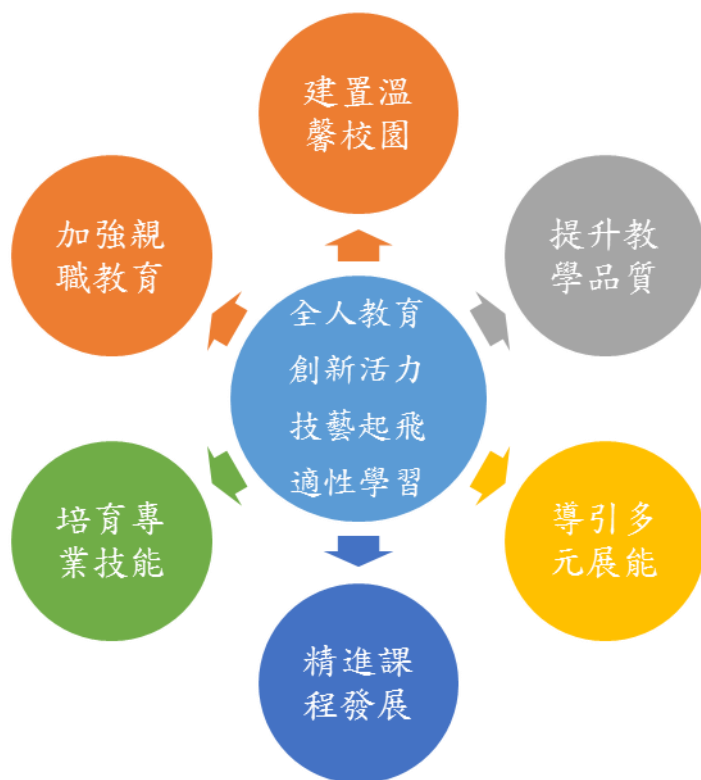 建置溫
馨校園
提升教
學品質
導引多
元展能
精進課
程發展
培育專
業技能
加強親
職教育
全人教育
創新活力
技藝起飛
適性學習